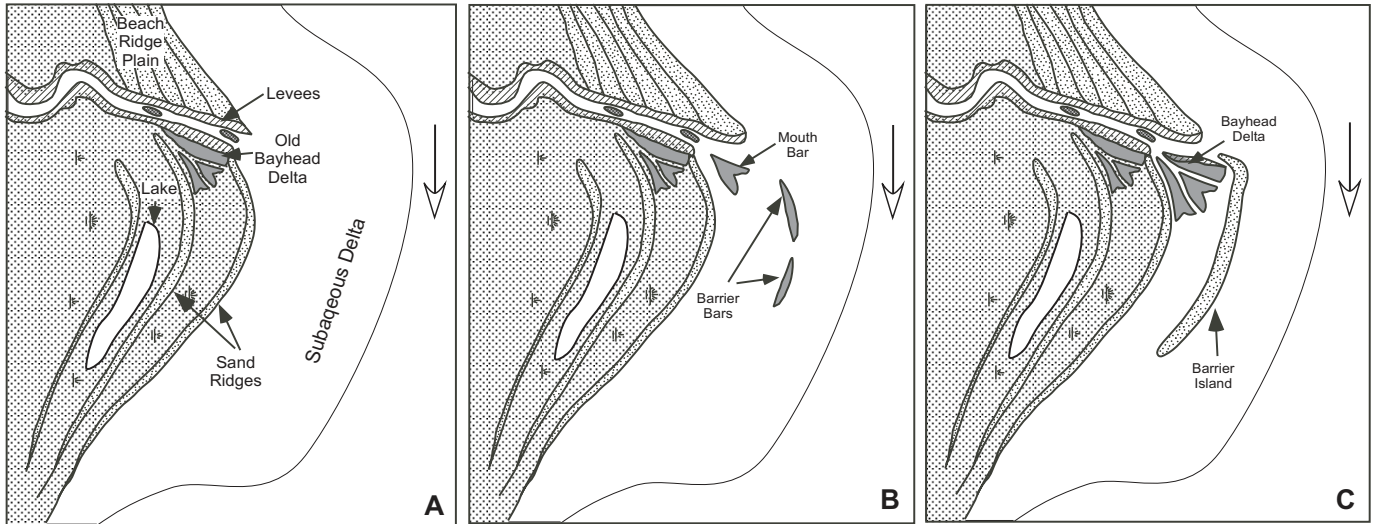 Beach
Ridge
Plain
Levees
Old
Bayhead
Delta
Lake
Subaqeous Delta
Sand
Ridges
A
Mouth
Bar
Barrier
Bars
B
Bayhead
Delta
Barrier
Island
C